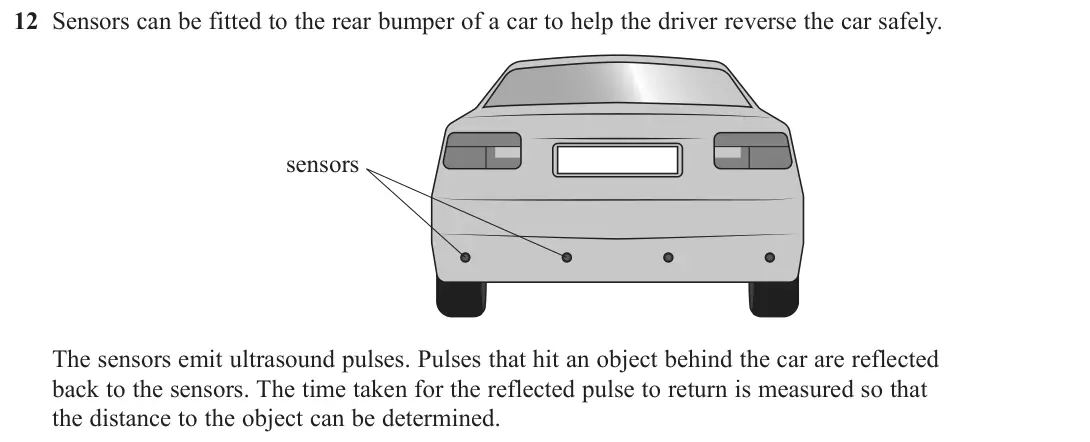 12 Sensors can be fitted to the rear bumper of a car to help the driver reverse the car safely.
sensors
The sensors emit ultrasound pulses. Pulses that hit an object behind the car are reflected
back to the sensors. The time taken for the reflected pulse to return is measured so that
the distance to the object can be determined.